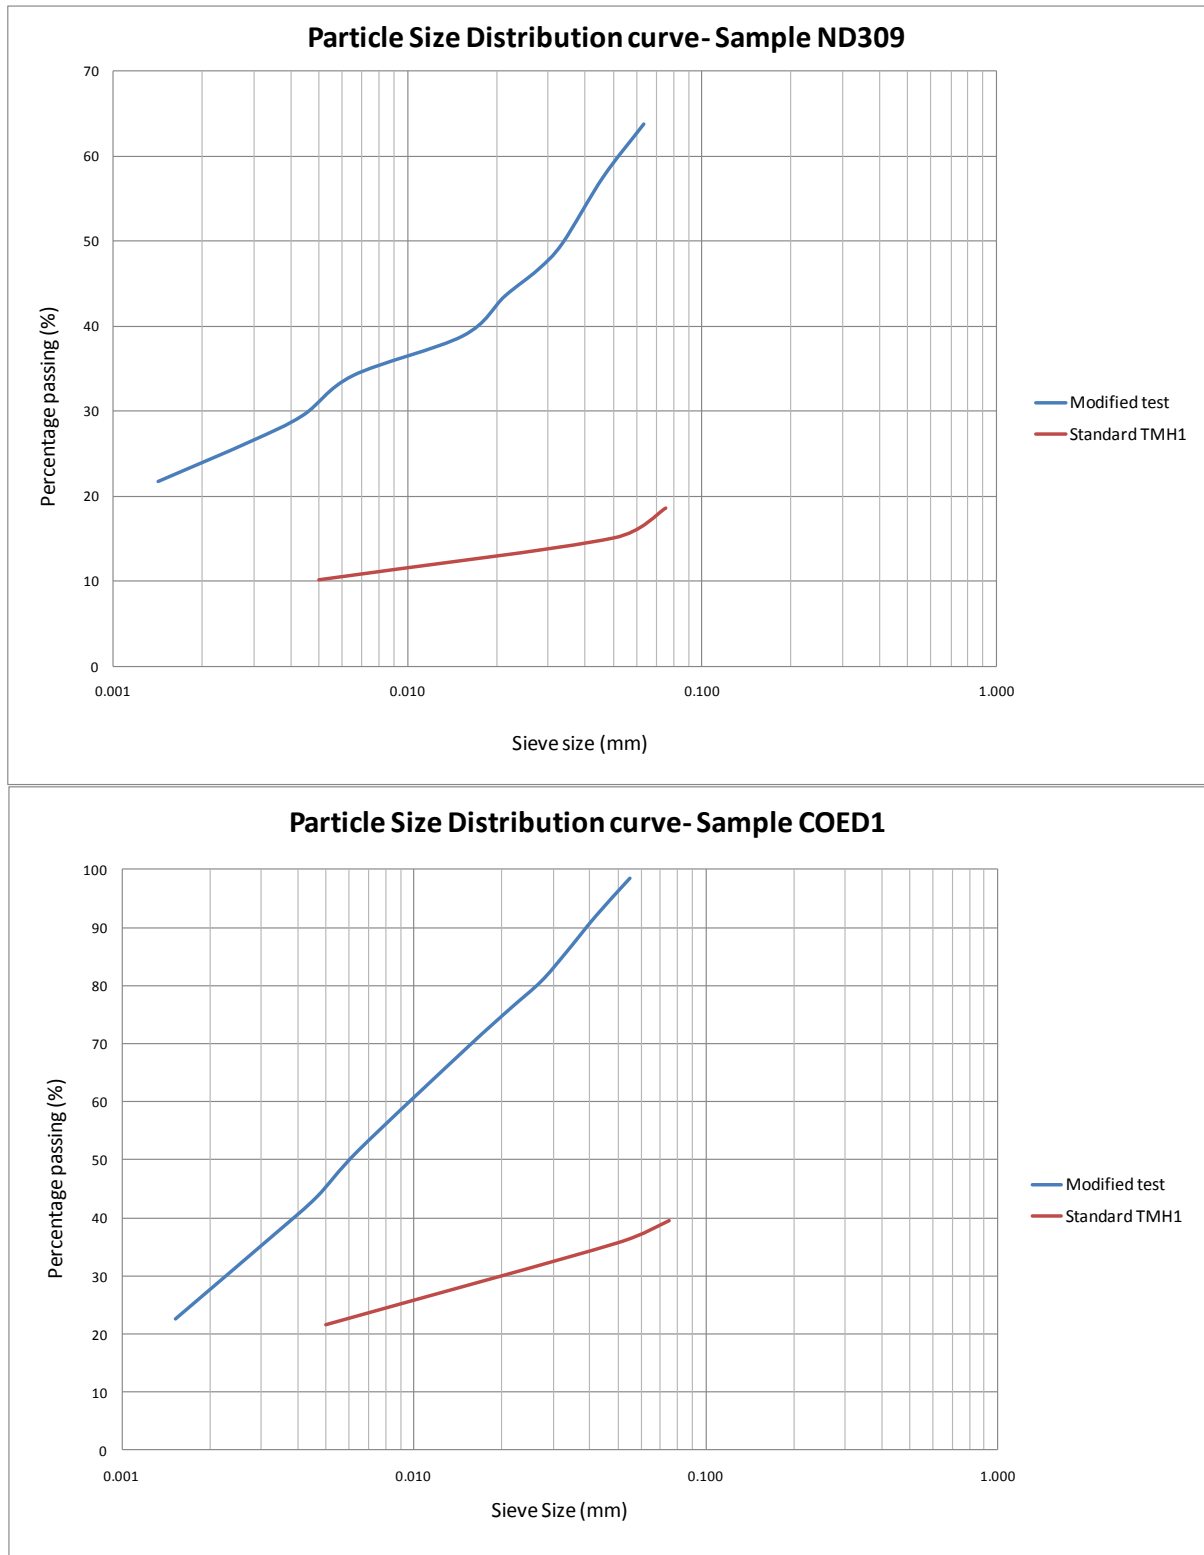 Particle Size Distribution curve- Sample ND309
70
60
50
40
30
20
10
0
Percentage passing (%)
0.001
0.010
0.100
1.000
Sieve size (mm)
Modified test
Standard TMH1
Particle Size Distribution curve- Sample COED1
100
90
80
70
60
50
40
30
20
10
0
Percentage passing (%)
0.001
0.010
0.100
1.000
Sieve Size (mm)
Modified test
Standard TMH1